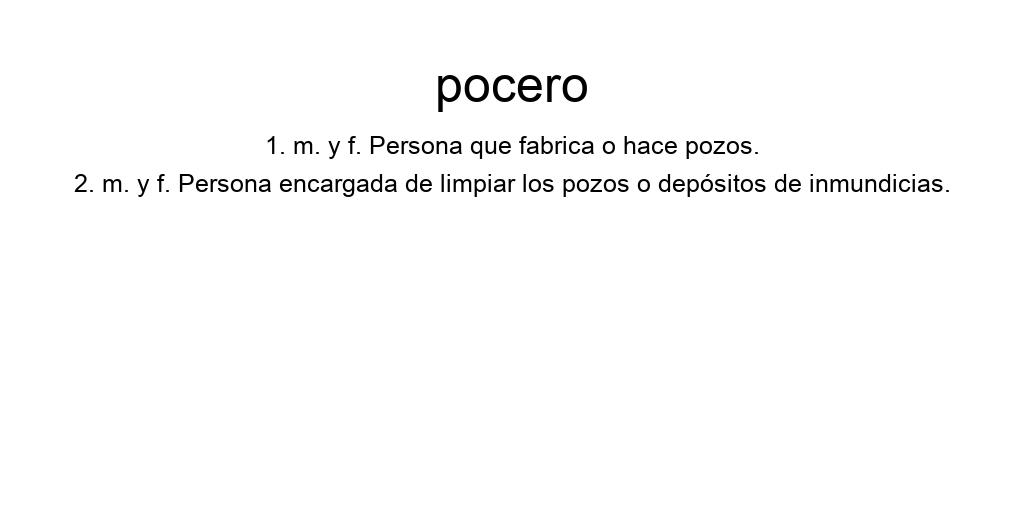 pocero
1. m. y f. Persona que fabrica o hace pozos.
2. m. y f. Persona encargada de limpiar los pozos o depósitos de inmundicias.